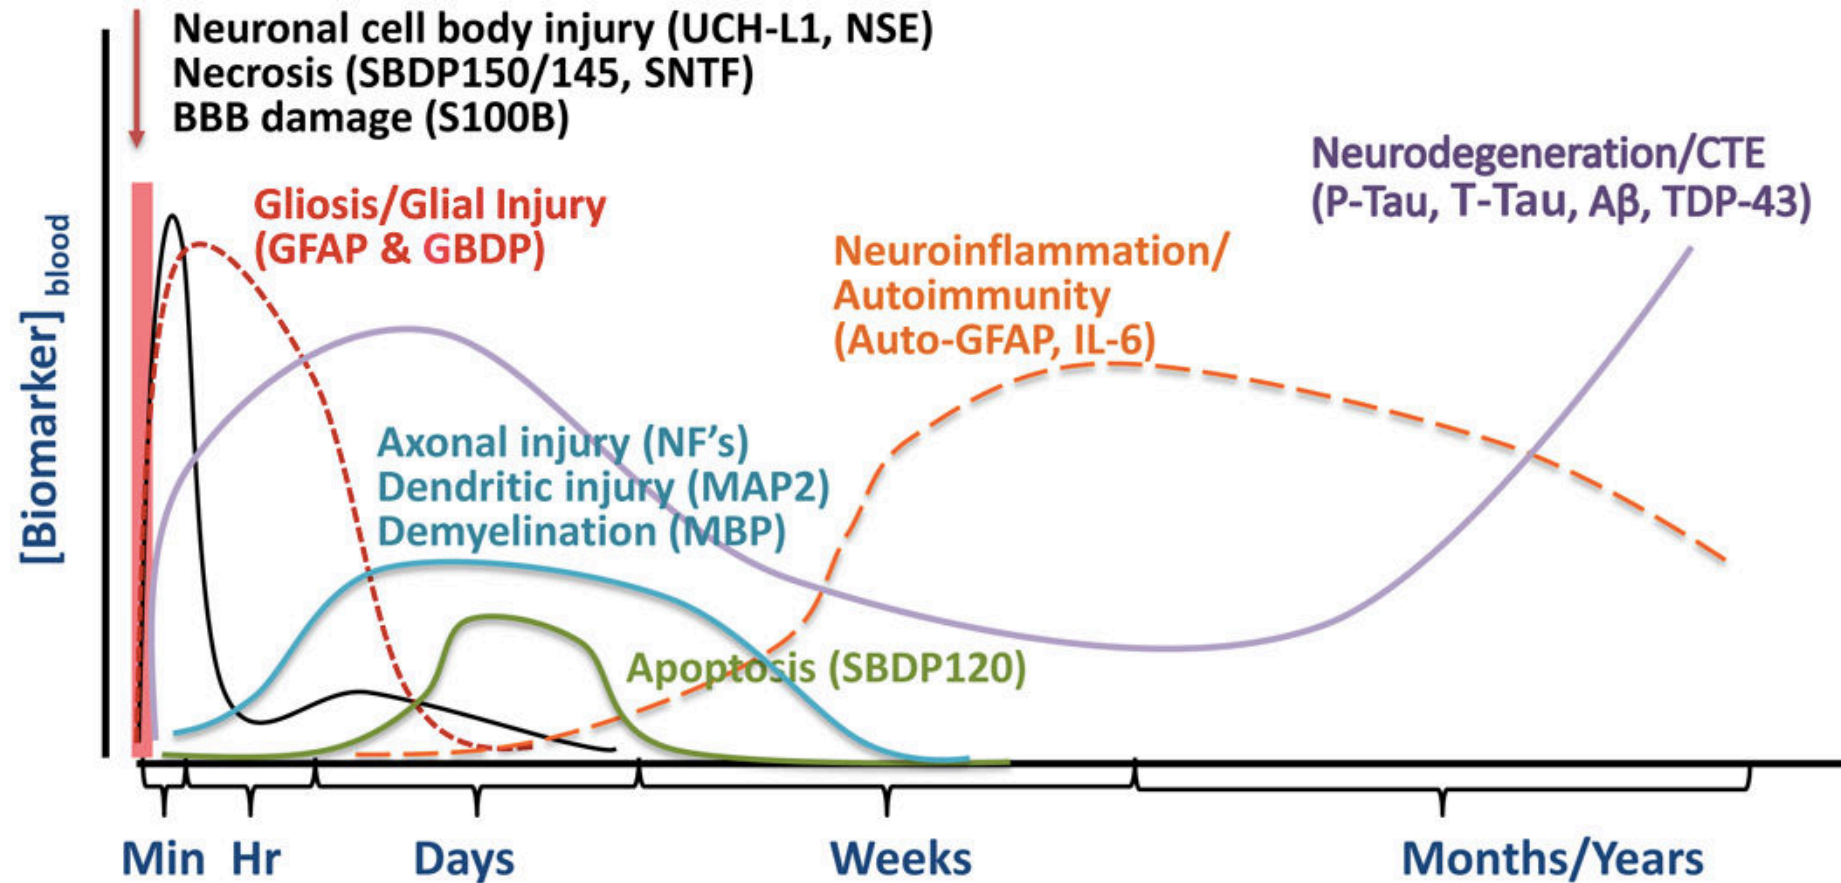 Neuronal cell body injury (UCH-L1, NSE)
Necrosis (SBDP150/145, SNTF)
BBB damage (S100B)
Neurodegeneration/CTE
(P-Tau, T-Tau, Aβ, TDP-43)
Gliosis/Glial Injury
(GFAP & GBDP)
Neuroinflammation/
Autoimmunity
(Auto-GFAP, IL-6)
[Biomarker] blood
Axonal injury (NF’s)
Dendritic injury (MAP2)
Demyelination (MBP)
Apoptosis (SBDP120)
Min Hr Days Weeks Months/Years